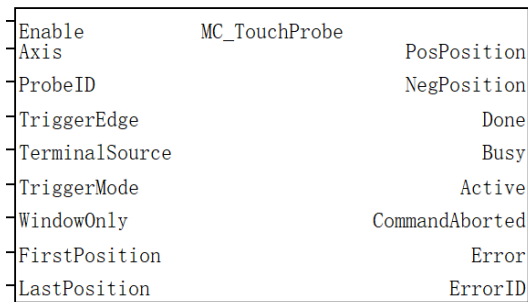 Enable MC_TouchProbe
Axis PosPosition
ProbeID NegPosition
TriggerEdge Done
TerminalSource Busy
TriggerMode Active
WindowOnly CommandAborted
FirstPosition Error
LastPosition ErrorID